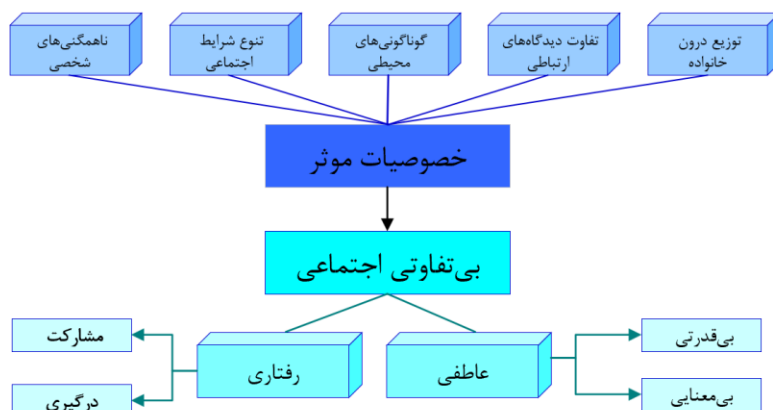 توزیع درون
خانواده
تفاوت دیدگاه‌های
ارتباطی
گوناگونی‌های
محیطی
تنوع شرایط
اجتماعی
ناهمگنی‌های
شخصی
خصوصیات موثر
بی‌تفاوتی اجتماعی
بی‌قدرتی
مشارکت
عاطفی
رفتاری
بی‌معنایی
درگیری